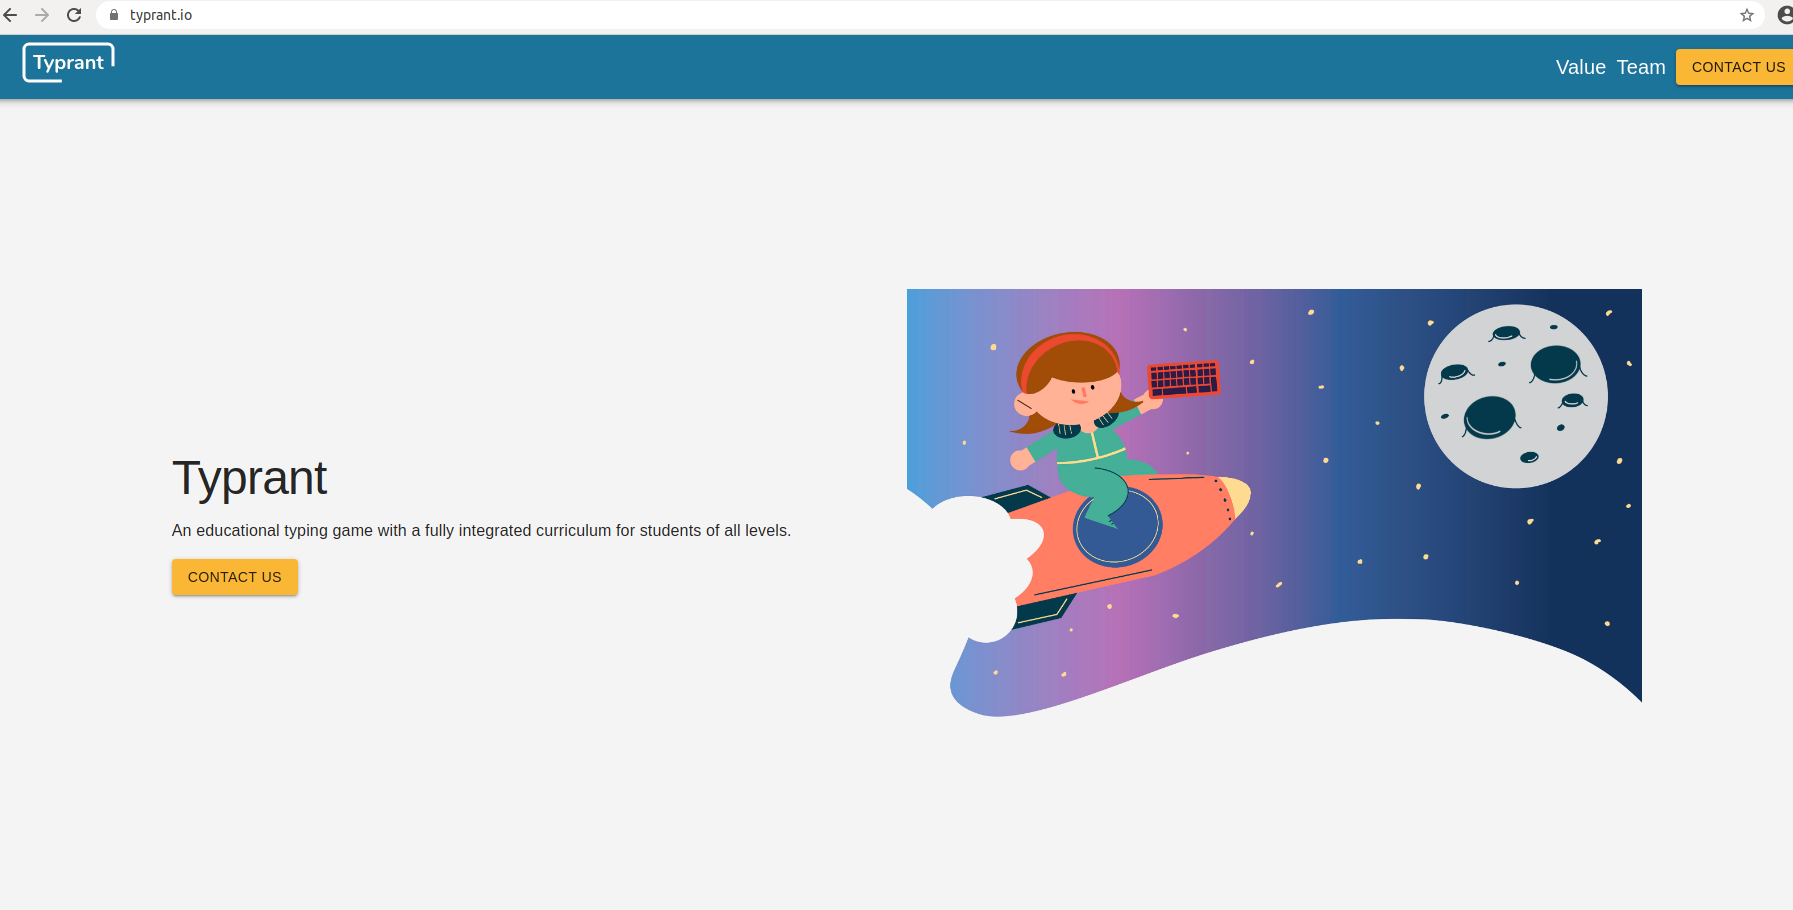 typrant.io
Typrant
Value Team CONTACT US
Typrant
An educational typing game with a fully integrated curriculum for students of all levels.
CONTACT US